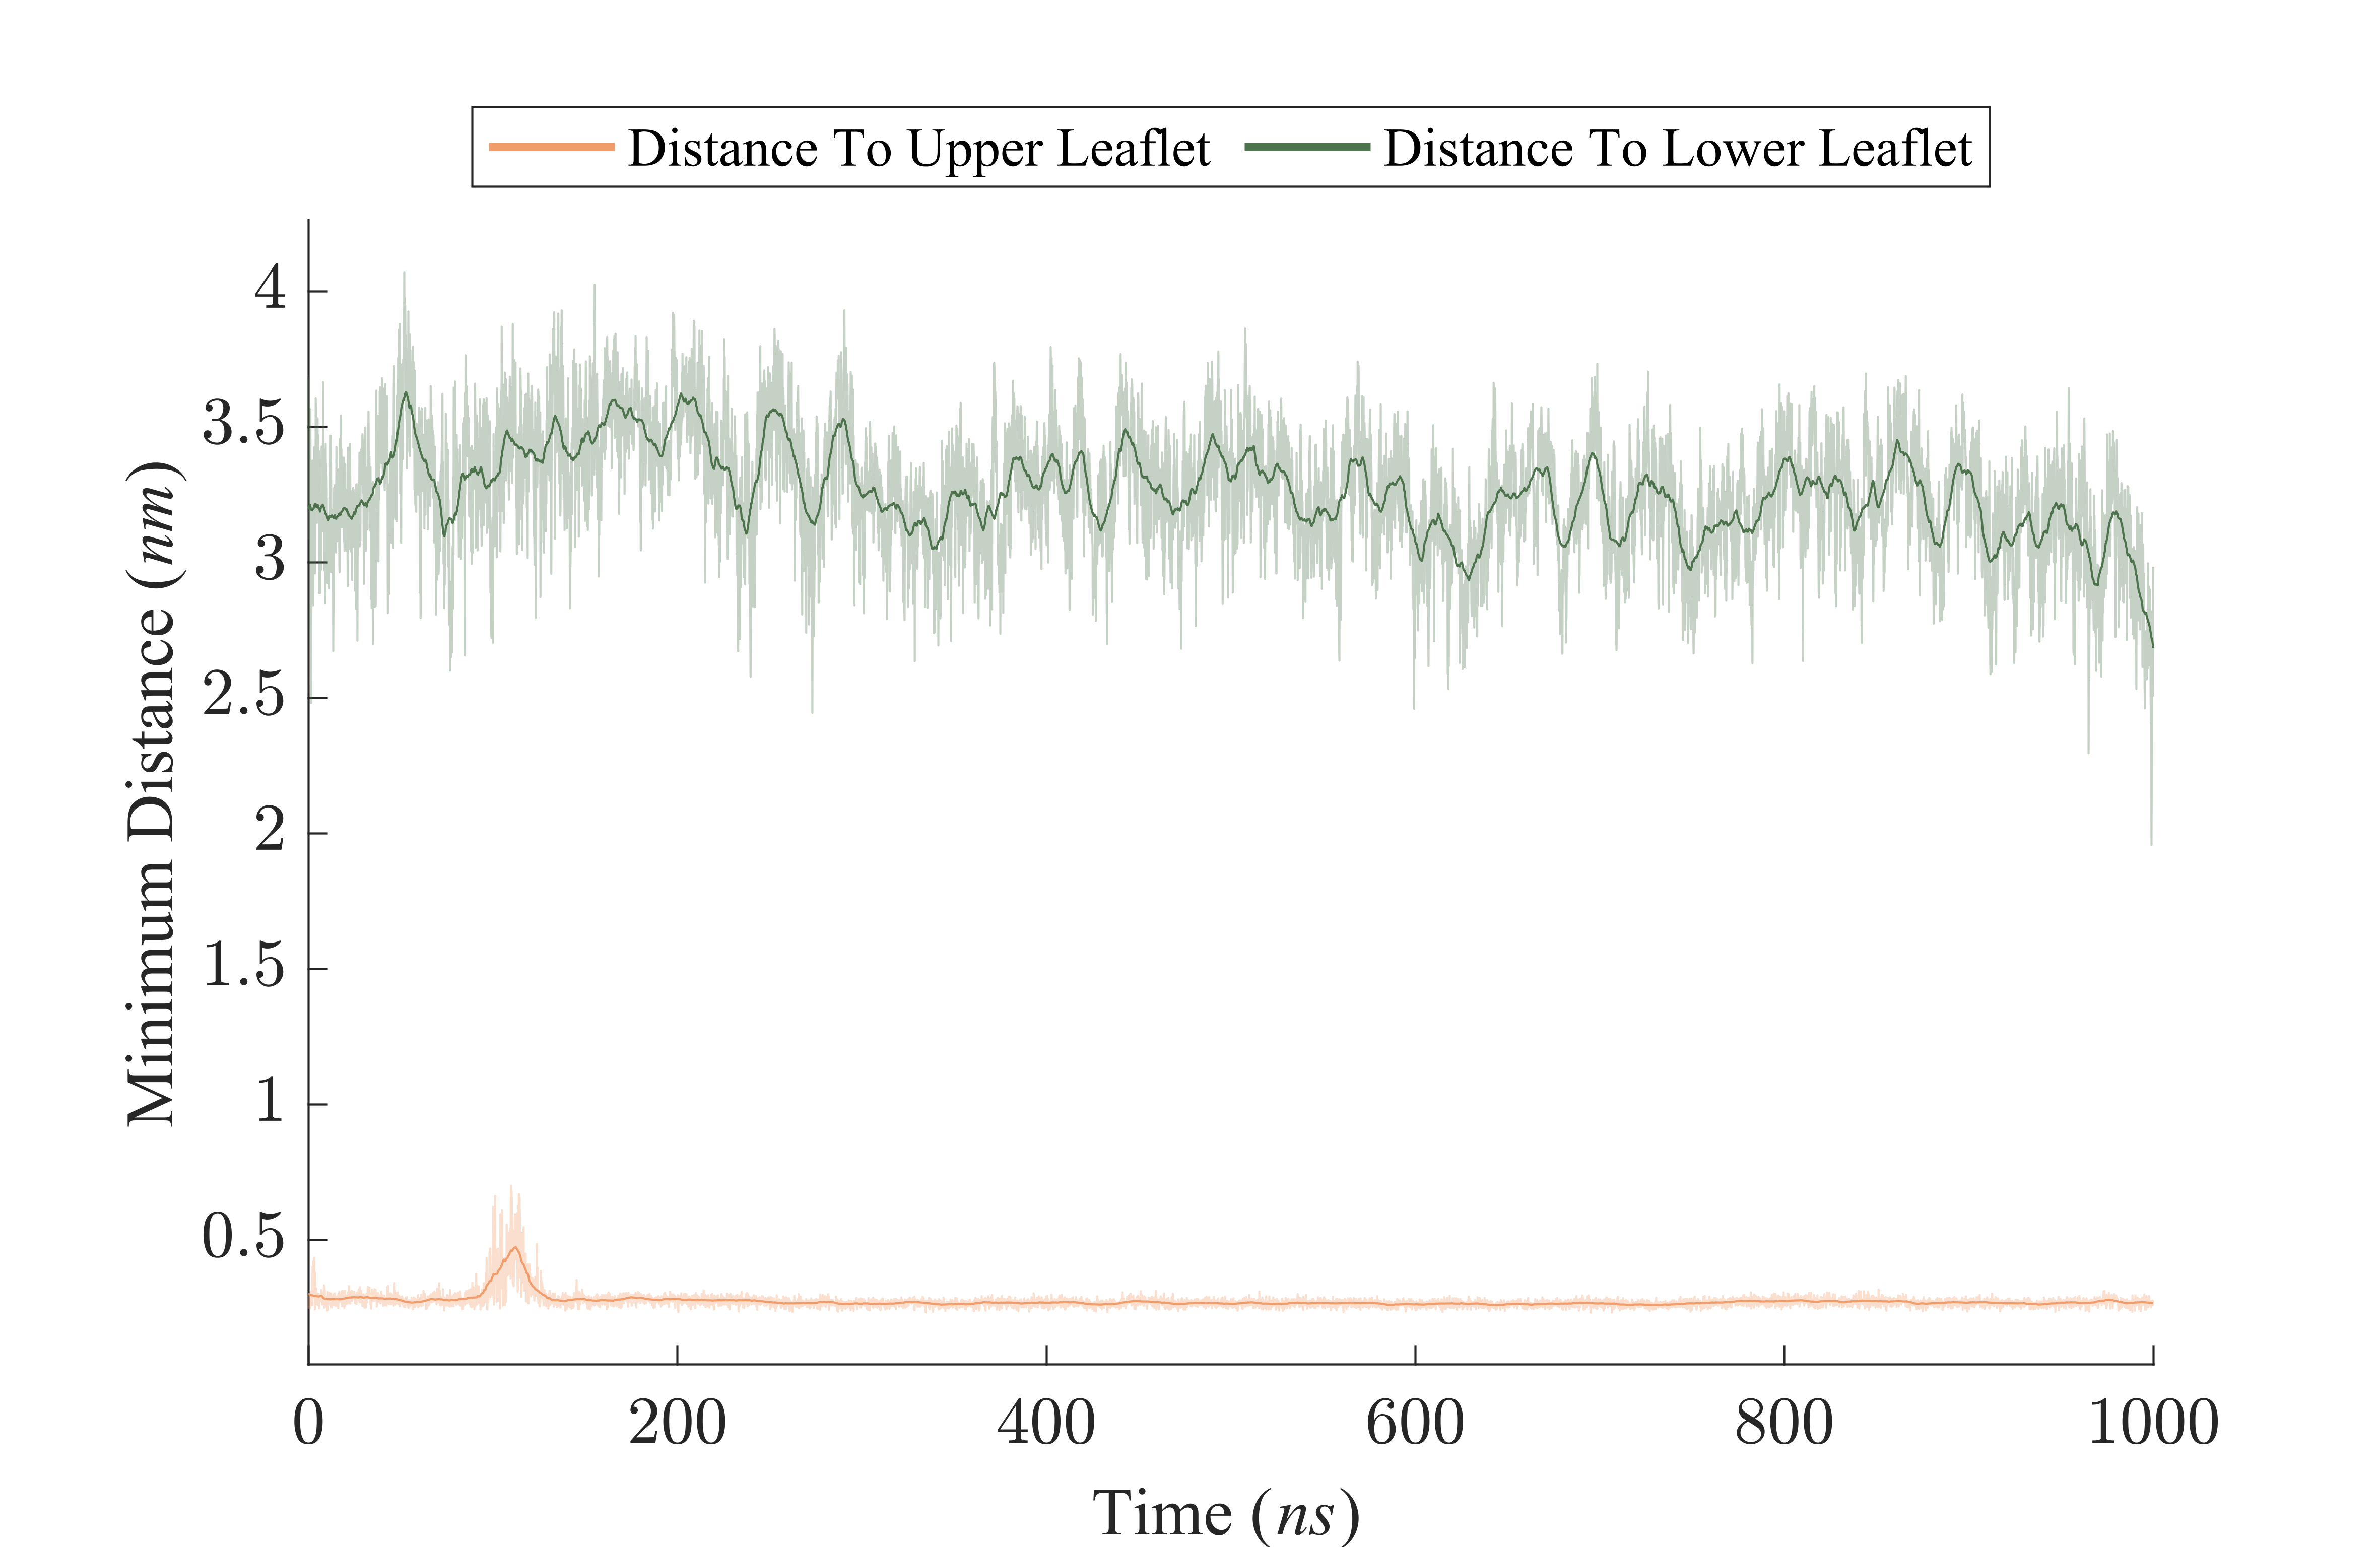 Distance To Upper Leaflet Distance To Lower Leaflet
Minimum Distance (nm)
4
3.5
3
2.5
2
1.5
1
0.5
0 200 400 600 800 1000
Time (ns)